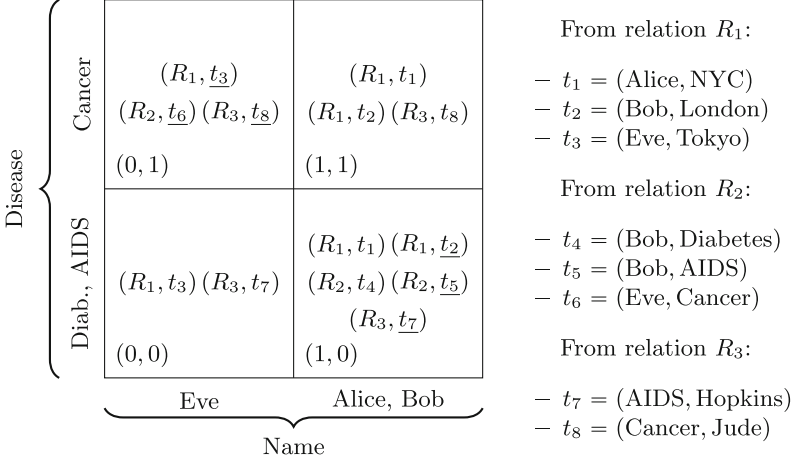 Disease
Cancer
Diab., AIDS
(R₁, t₃)
(R₂, t₆) (R₃, t₈)
(0, 1)
(R₁, t₁)
(R₁, t₂) (R₃, t₈)
(1, 1)
(R₁, t₃) (R₃, t₇)
(0, 0)
(R₁, t₁) (R₁, t₂)
(R₂, t₄) (R₂, t₅)
(R₃, t₇)
(1, 0)
Eve
Alice, Bob
Name
From relation R₁:
– t₁ = (Alice, NYC)
– t₂ = (Bob, London)
– t₃ = (Eve, Tokyo)
From relation R₂:
– t₄ = (Bob, Diabetes)
– t₅ = (Bob, AIDS)
– t₆ = (Eve, Cancer)
From relation R₃:
– t₇ = (AIDS, Hopkins)
– t₈ = (Cancer, Jude)